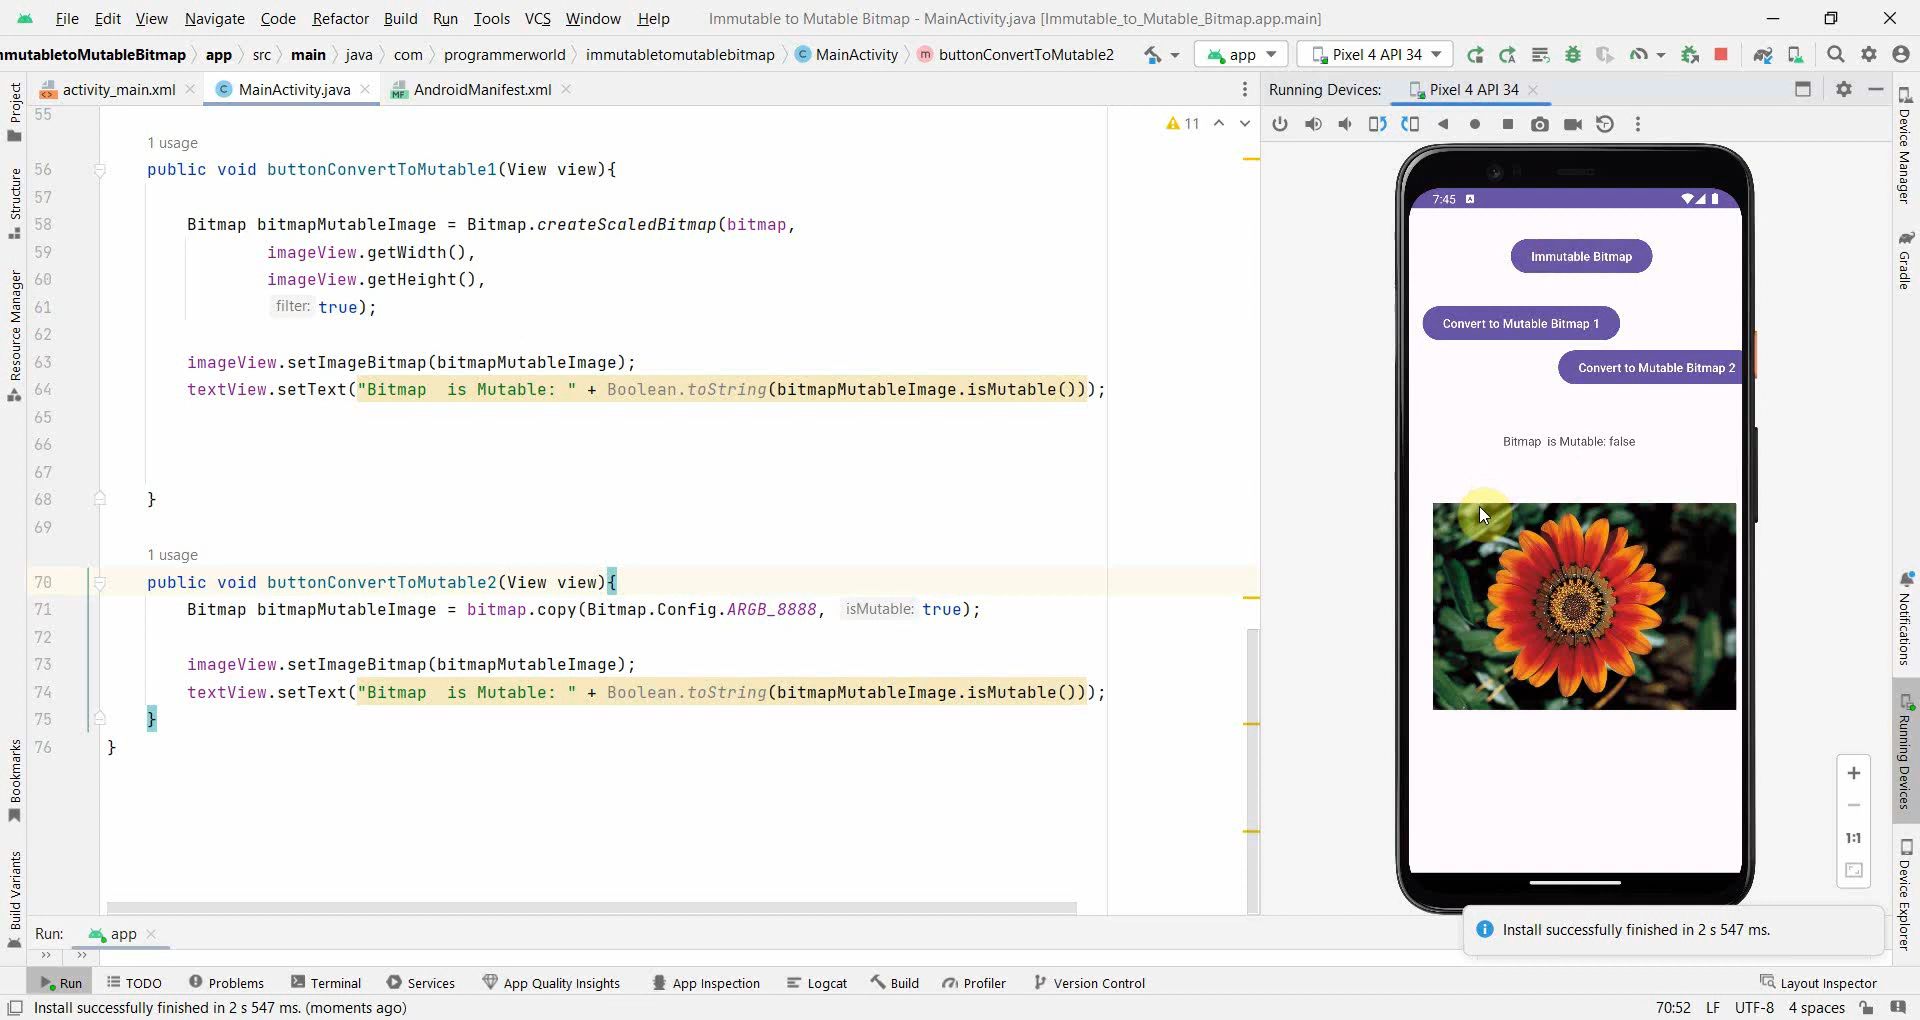 File Edit View Navigate Code Refactor Build Run Tools VCS Window Help Immutable to Mutable Bitmap - MainActivity.java [Immutable_to_Mutable_Bitmap.app.main]
mmutabletoMutableBitmap app src main java com programmerworld immutabletomutablebitmap C MainActivity m buttonConvertToMutable2 app Pixel 4 API 34
activity_main.xml C MainActivity.java MF AndroidManifest.xml
Running Devices: Pixel 4 API 34
Project
Structure
Resource Manager
Bookmarks
Build Variants
11
55
1 usage
56 public void buttonConvertToMutable1(View view){
57
58 Bitmap bitmapMutableImage = Bitmap.createScaledBitmap(bitmap,
59 imageView.getWidth(),
60 imageView.getHeight(),
61 filter: true);
62
63 imageView.setImageBitmap(bitmapMutableImage);
64 textView.setText("Bitmap  is Mutable: " + Boolean.toString(bitmapMutableImage.isMutable()));
65
66
67
68 }
69
1 usage
70 public void buttonConvertToMutable2(View view){
71 Bitmap bitmapMutableImage = bitmap.copy(Bitmap.Config.ARGB_8888, isMutable: true);
72
73 imageView.setImageBitmap(bitmapMutableImage);
74 textView.setText("Bitmap  is Mutable: " + Boolean.toString(bitmapMutableImage.isMutable()));
75 }
76 }
7:45
Immutable Bitmap
Convert to Mutable Bitmap 1
Convert to Mutable Bitmap 2
Bitmap  is Mutable: false
1:1
Device Manager
Gradle
Notifications
Running Devices
Device Explorer
Install successfully finished in 2 s 547 ms.
Run: app
Run TODO Problems Terminal Services App Quality Insights App Inspection Logcat Build Profiler Version Control Layout Inspector
Install successfully finished in 2 s 547 ms. (moments ago) 70:52 LF UTF-8 4 spaces